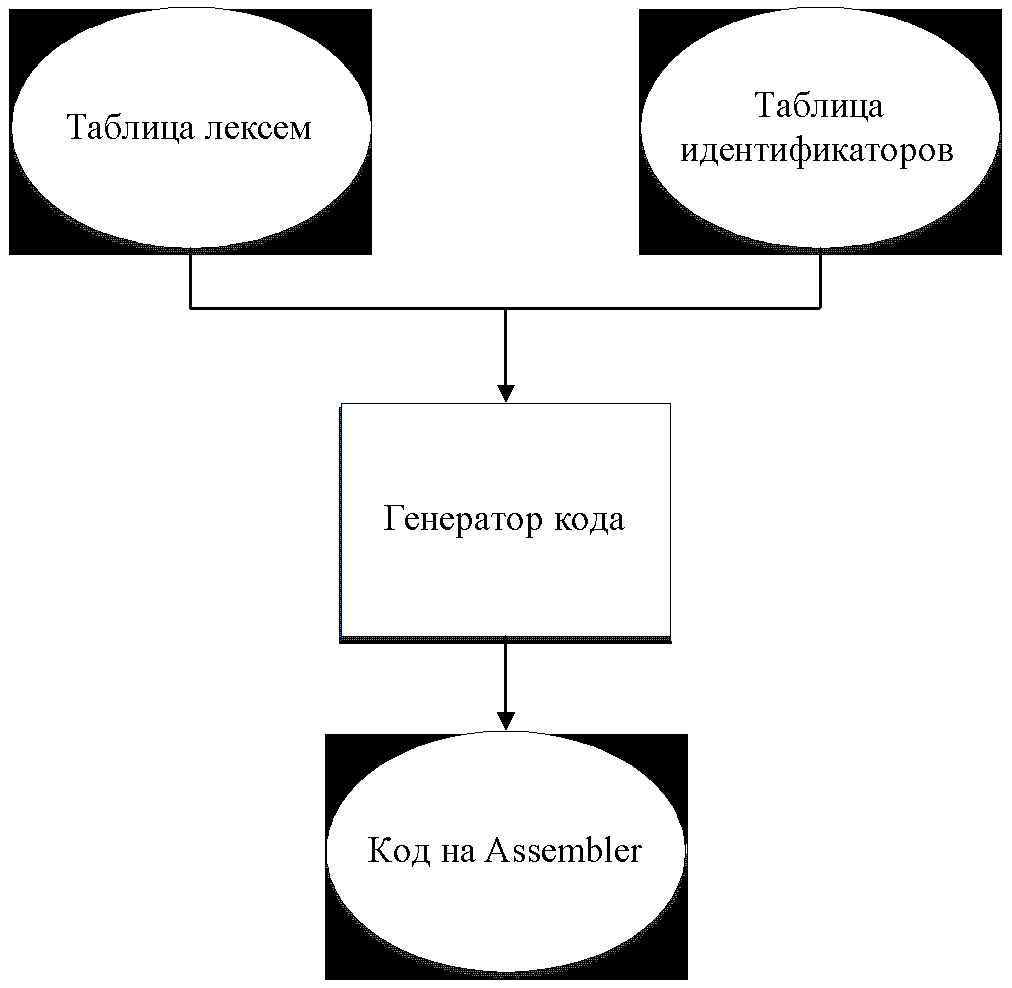 Таблица лексем
Таблица
идентификаторов
Генератор кода
Код на Assembler